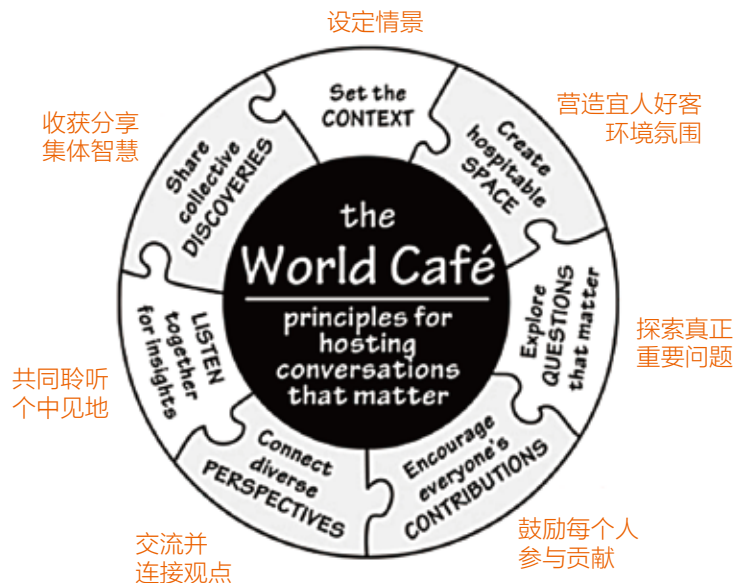 设定情景
Set the
CONTEXT
营造宜人好客
环境氛围
Create
hospitable
SPACE
探索真正
重要问题
Explore
QUESTIONS
that matter
鼓励每个人
参与贡献
Encourage
everyone's
CONTRIBUTIONS
交流并
连接观点
Connect
diverse
PERSPECTIVES
共同聆听
个中见地
LISTEN
together
for insights
收获分享
集体智慧
Share
collective
DISCOVERIES
the
World Café
principles for
hosting
conversations
that matter